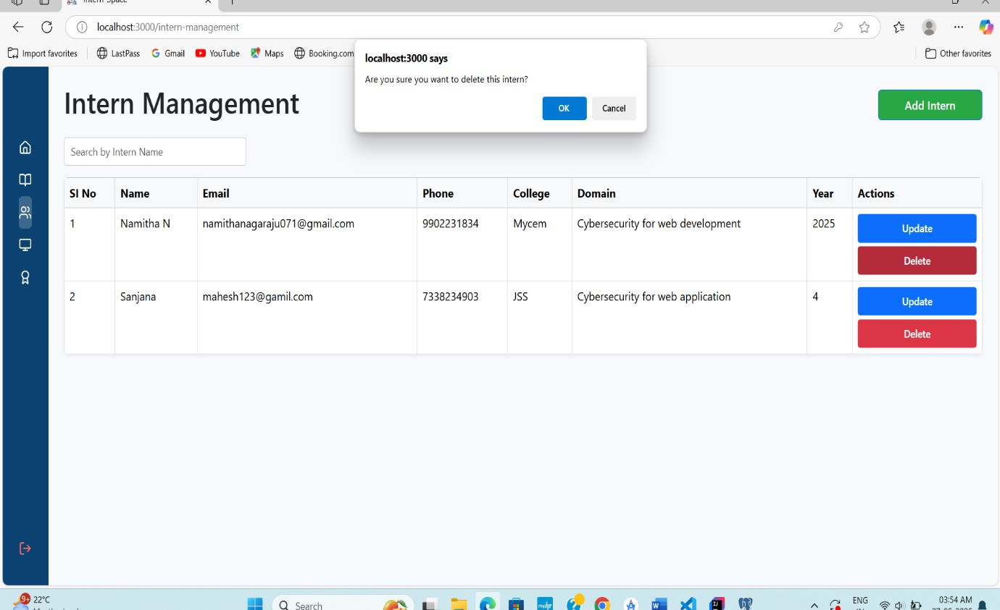 Intern Space
localhost:3000/intern-management
Import favorites LastPass Gmail YouTube Maps Booking.com Other favorites
localhost:3000 says
Are you sure you want to delete this intern?
OK Cancel
Intern Management
Add Intern
Search by Intern Name
SI No Name Email Phone College Domain Year Actions
1 Namitha N namithanagaraju071@gmail.com 9902231834 Mycem Cybersecurity for web development 2025 Update
Delete
2 Sanjana mahesh123@gamil.com 7338234903 JSS Cybersecurity for web application 4 Update
Delete
9+ 22°C
Search
myhp
ENG
03:54 AM